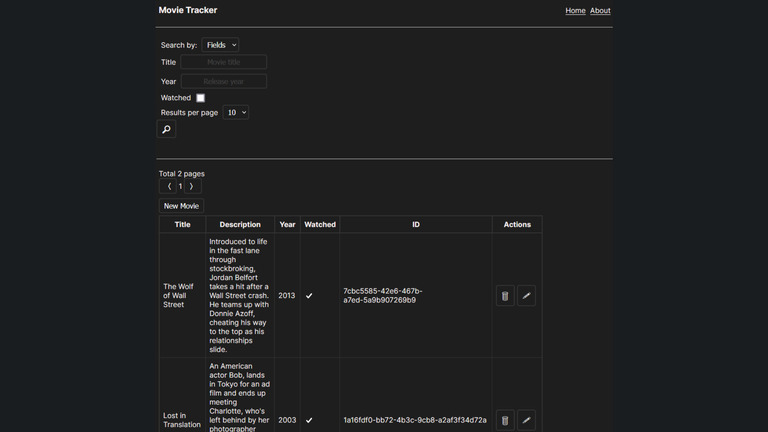 Movie Tracker
Home About
Search by: Fields
Title Movie title
Year Release year
Watched
Results per page 10
Total 2 pages
1
New Movie
Title Description Year Watched ID Actions
The Wolf
of Wall
Street
Introduced to life
in the fast lane
through
stockbroking,
Jordan Belfort
takes a hit after a
Wall Street crash.
He teams up with
Donnie Azoff,
cheating his way
to the top as his
relationships
slide.
2013
7cbc5585-42e6-467b-
a7ed-5a9b907269b9
Lost in
Translation
An American
actor Bob, lands
in Tokyo for an ad
film and ends up
meeting
Charlotte, who's
left behind by her
photographer
2003
1a16fdf0-bb72-4b3c-9cb8-a2af3f34d72a